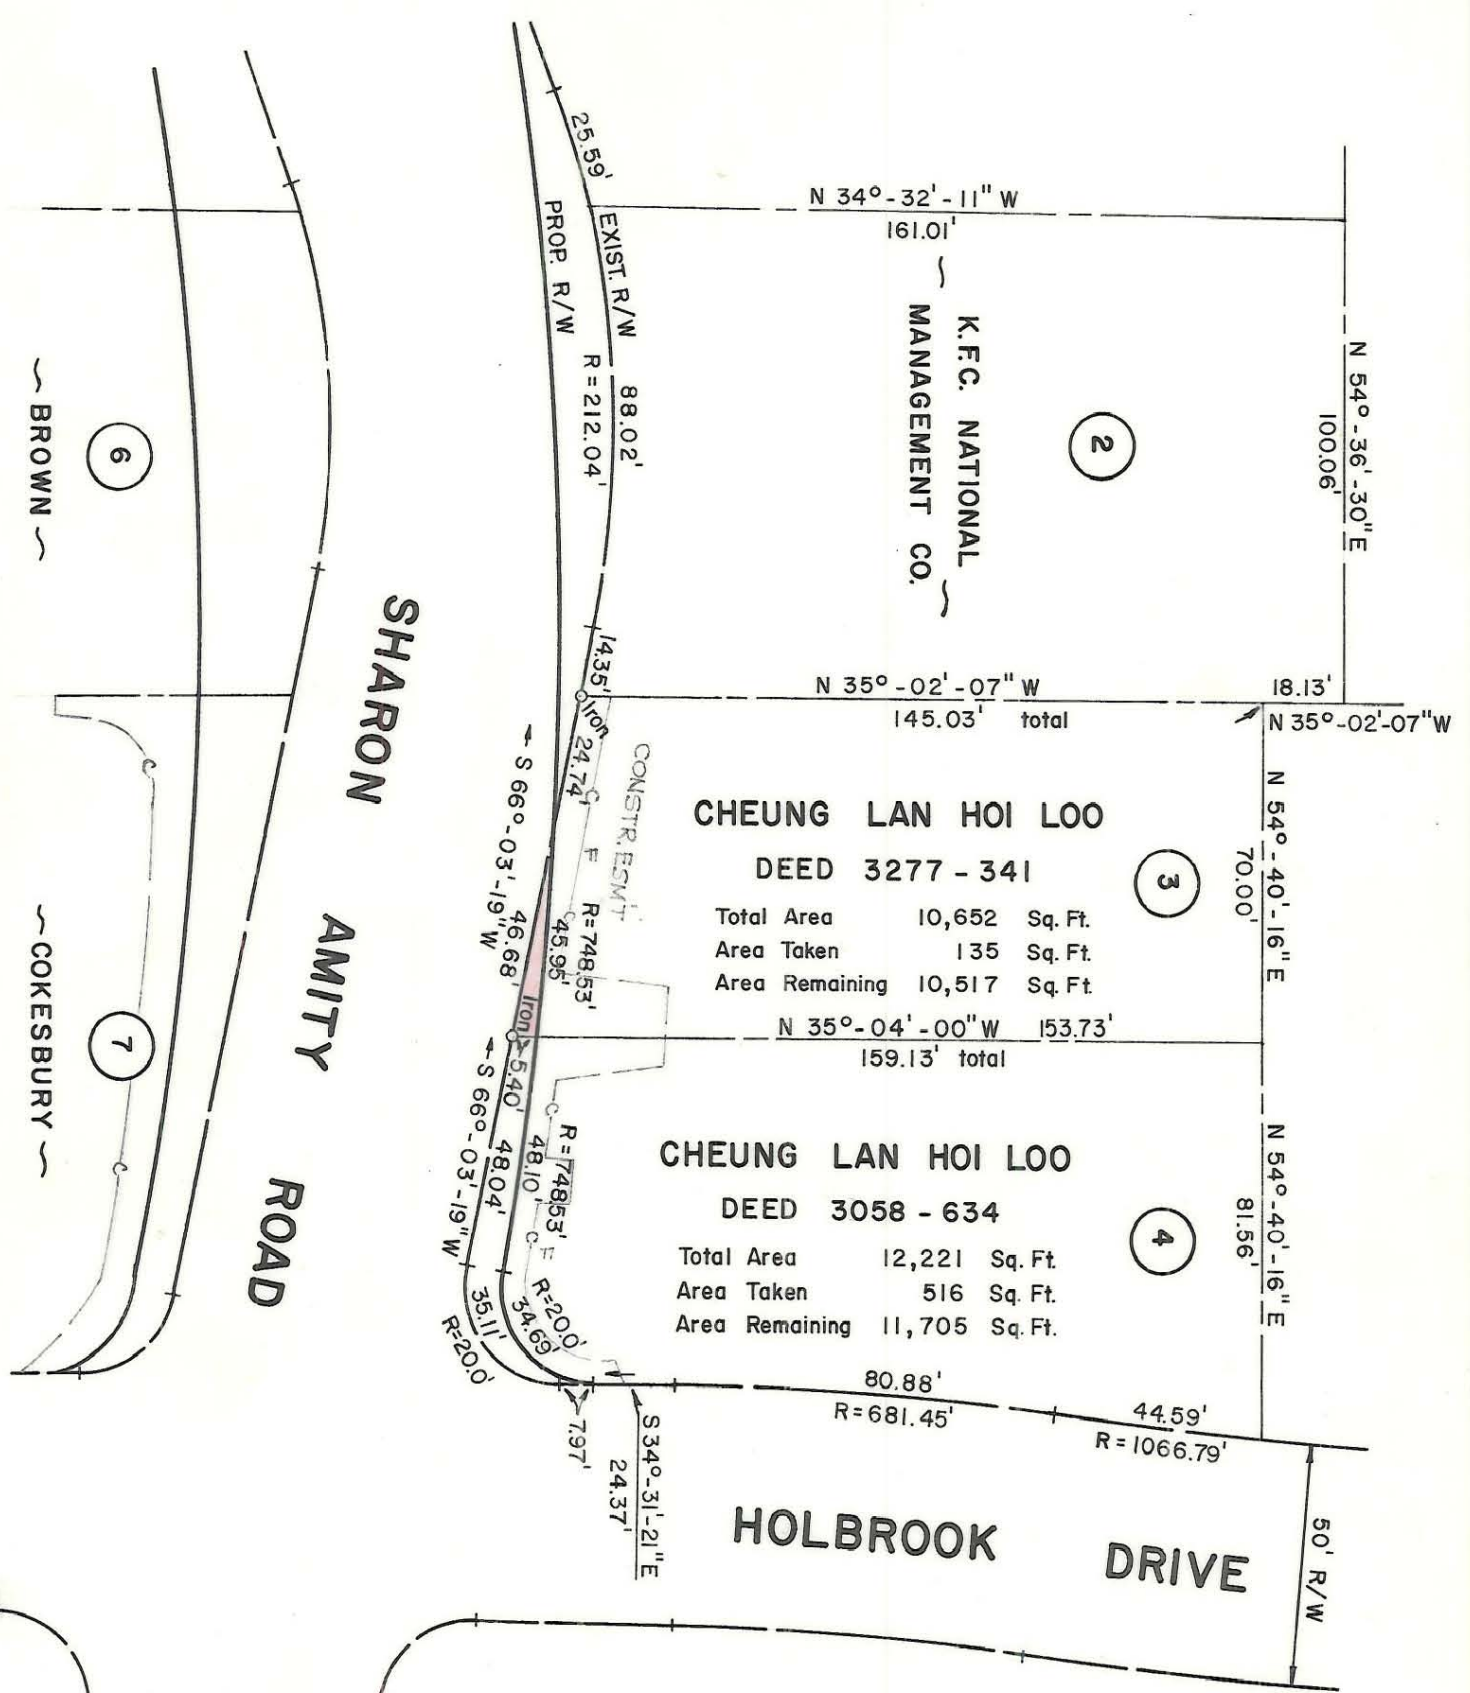 25.59'
N 34°-32'-11" W
161.01'
EXIST. R/W
PROP. R/W
88.02'
R = 212.04'
~ K.F.C. NATIONAL
MANAGEMENT CO. ~
2
N 54°-36'-30" E
100.06'
~ BROWN ~
6
14.35'
Iron
N 35°-02'-07" W
145.03' total
18.13'
N 35°-02'-07" W
SHARON AMITY ROAD
24.74'
C
F
CONSTR. ESM'T
S 66°-03'-19" W
46.68'
45.95'
R=748.53'
C
CHEUNG LAN HOI LOO
DEED 3277 - 341
Total Area 10,652 Sq. Ft.
Area Taken 135 Sq. Ft.
Area Remaining 10,517 Sq. Ft.
3
N 54°-40'-16" E
70.00'
Iron
5.40'
N 35°-04'-00" W 153.73'
159.13' total
C
C
~ COKESBURY ~
7
S 66°-03'-19" W
48.04'
48.10'
R=748.53'
C
C
F
CHEUNG LAN HOI LOO
DEED 3058 - 634
Total Area 12,221 Sq. Ft.
Area Taken 516 Sq. Ft.
Area Remaining 11,705 Sq. Ft.
4
N 54°-40'-16" E
81.56'
35.11'
R=20.0'
34.69'
R=20.0'
7.97'
S 34°-31'-21" E
24.37'
80.88'
R=681.45'
44.59'
R=1066.79'
HOLBROOK DRIVE
50' R/W